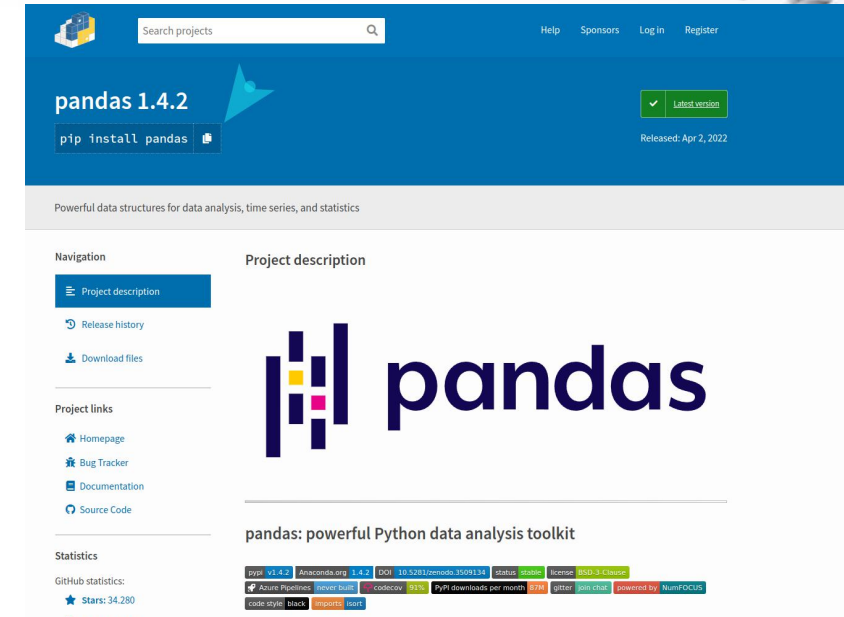 Search projects
Help Sponsors Log in Register
pandas 1.4.2
Latest version
pip install pandas
Released: Apr 2, 2022
Powerful data structures for data analysis, time series, and statistics
Navigation
Project description
Release history
Download files
Project links
Homepage
Bug Tracker
Documentation
Source Code
Statistics
GitHub statistics:
Stars: 34.280
Project description
pandas
pandas: powerful Python data analysis toolkit
pypi v1.4.2 Anaconda.org 1.4.2 DOI 10.5281/zenodo.3509134 status stable license BSD-3-Clause
Azure Pipelines never built codecov 91% PyPI downloads per month 87M gitter join chat powered by NumFOCUS
code style black imports isort